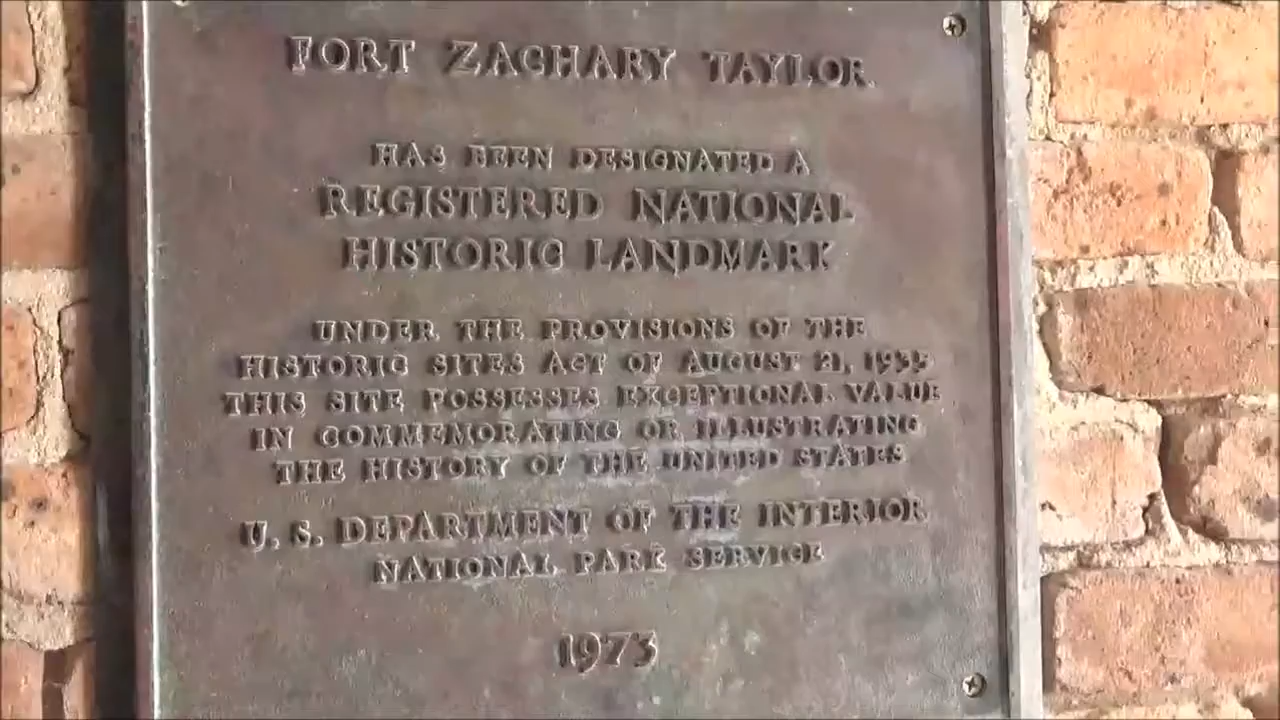 FORT ZACHARY TAYLOR
HAS BEEN DESIGNATED A
REGISTERED NATIONAL
HISTORIC LANDMARK
UNDER THE PROVISIONS OF THE
HISTORIC SITES ACT OF AUGUST 21, 1935
THIS SITE POSSESSES EXCEPTIONAL VALUE
IN COMMEMORATING OR ILLUSTRATING
THE HISTORY OF THE UNITED STATES
U. S. DEPARTMENT OF THE INTERIOR
NATIONAL PARK SERVICE
1973